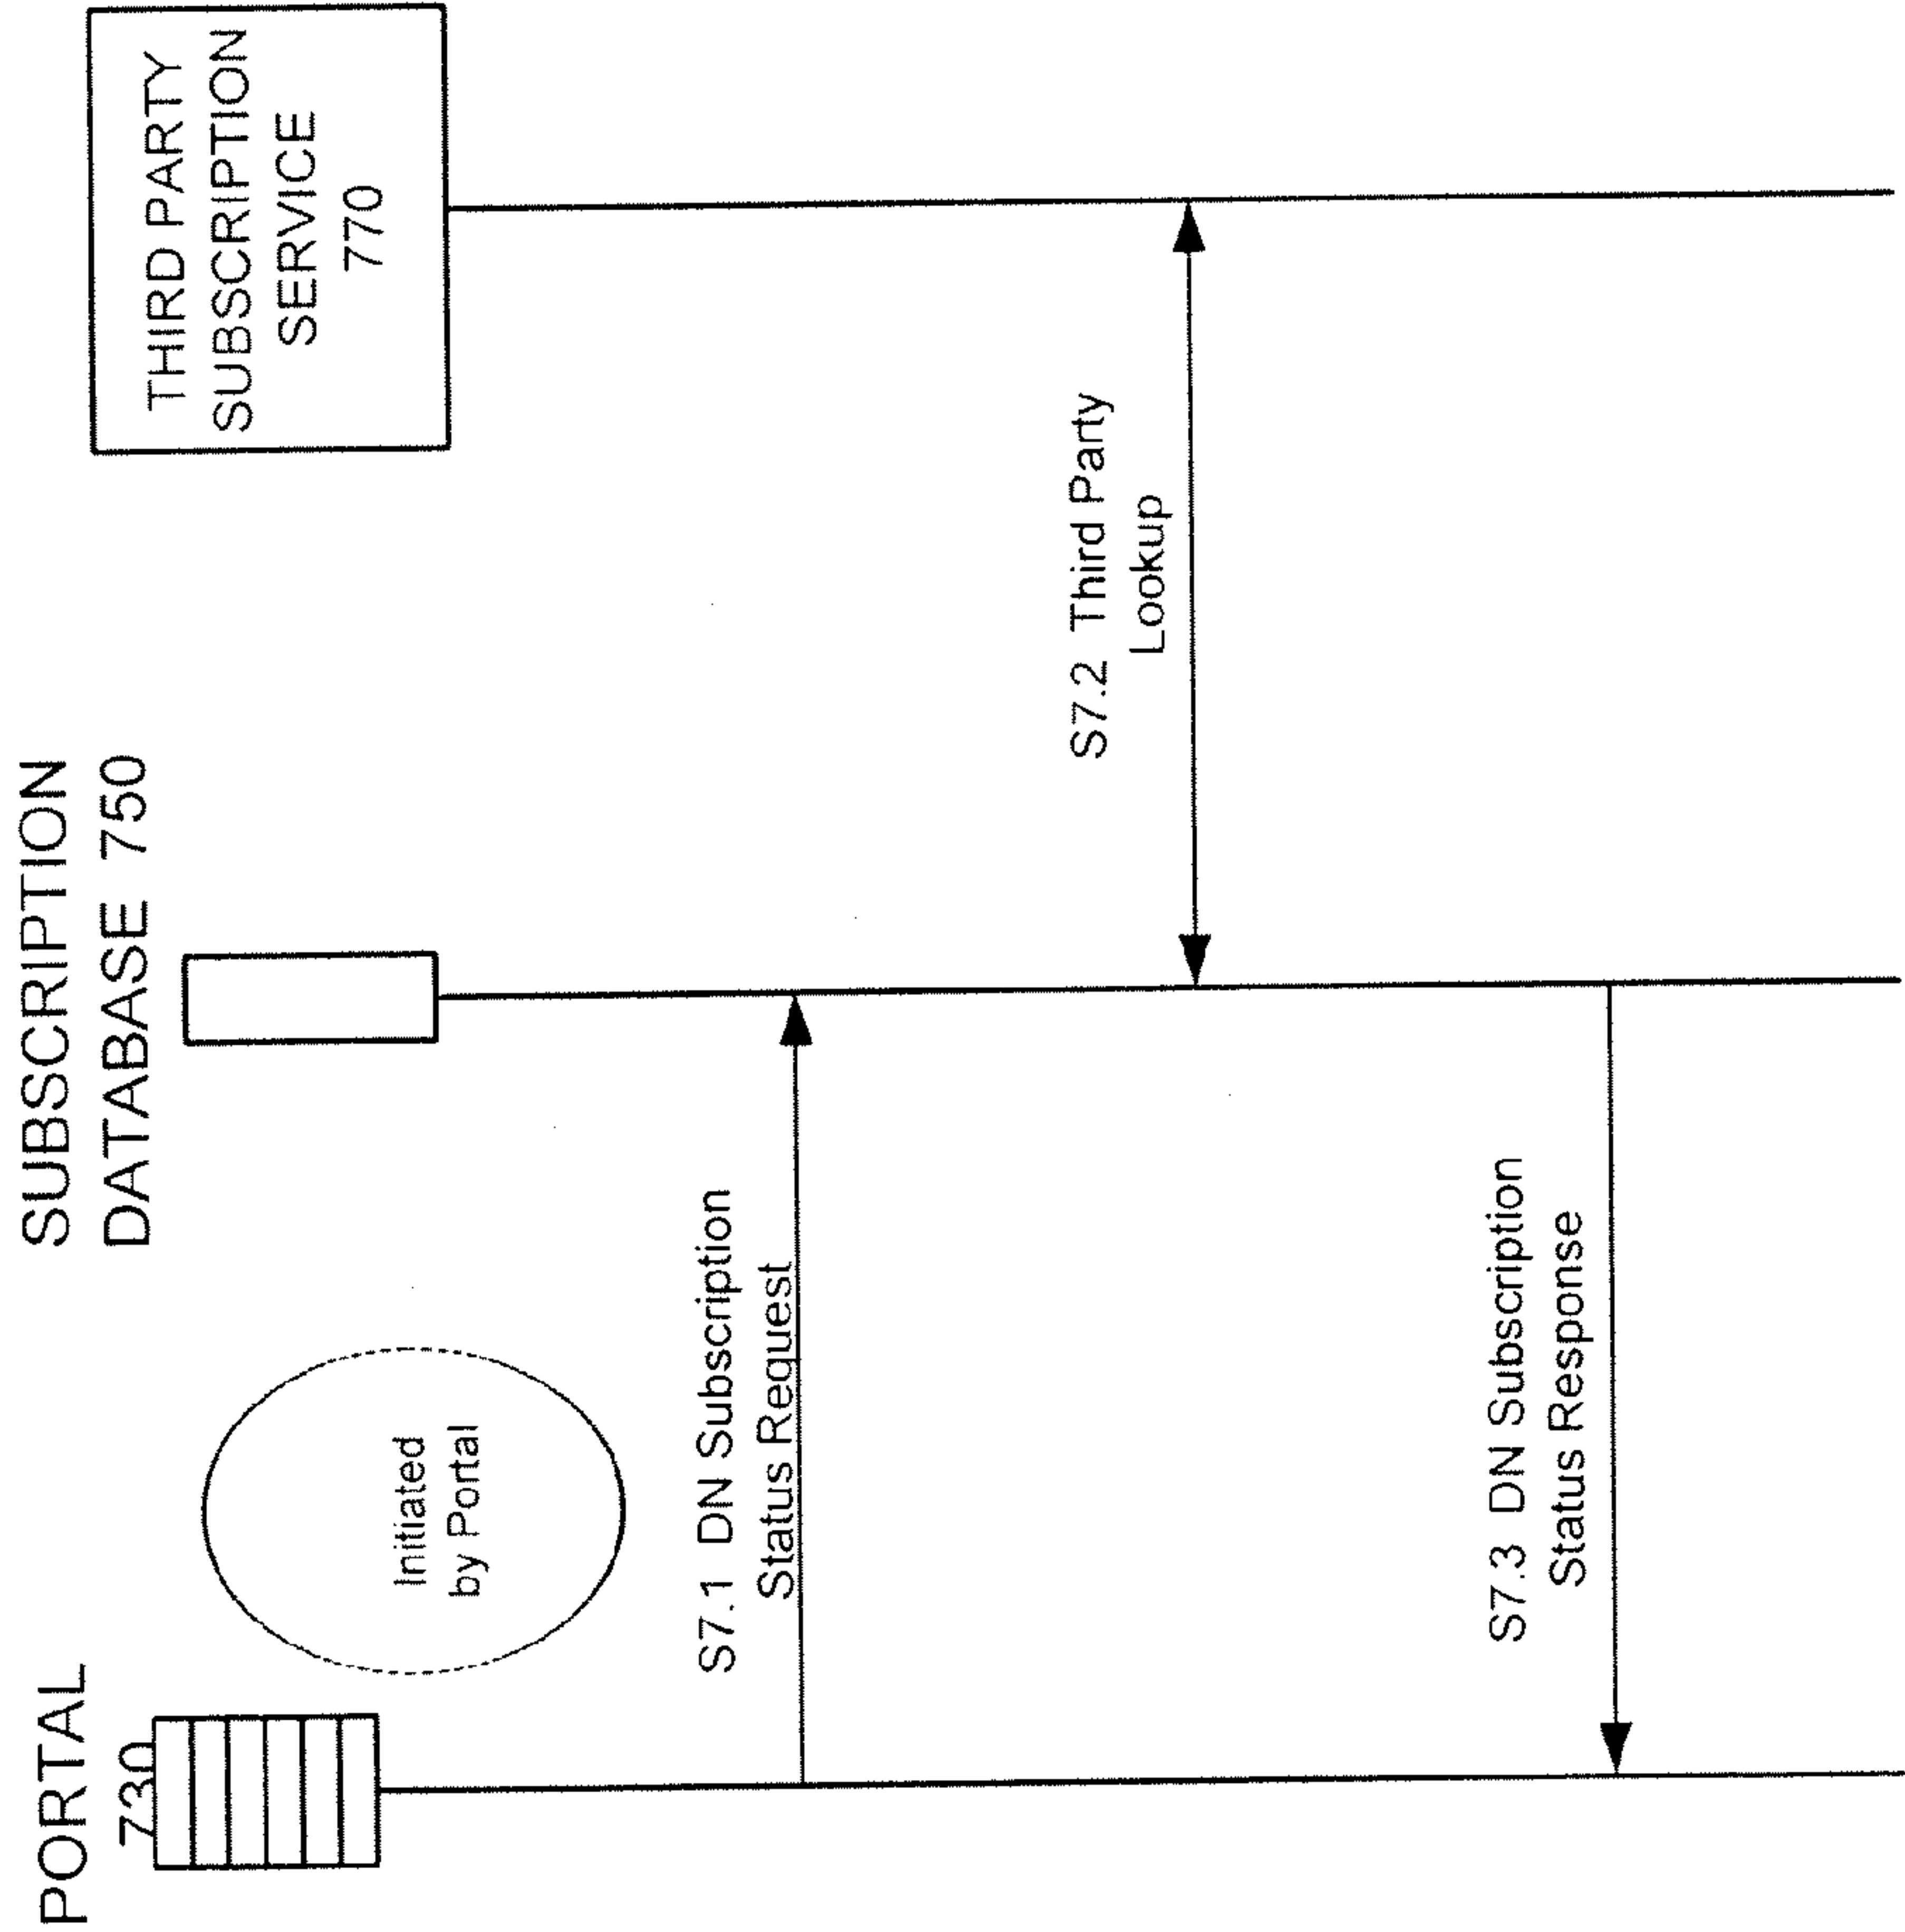 PORTAL
730
SUBSCRIPTION
DATABASE 750
THIRD PARTY
SUBSCRIPTION
SERVICE
770
Initiated
by Portal
S7.1 DN Subscription
Status Request
S7.2 Third Party
Lookup
S7.3 DN Subscription
Status Response